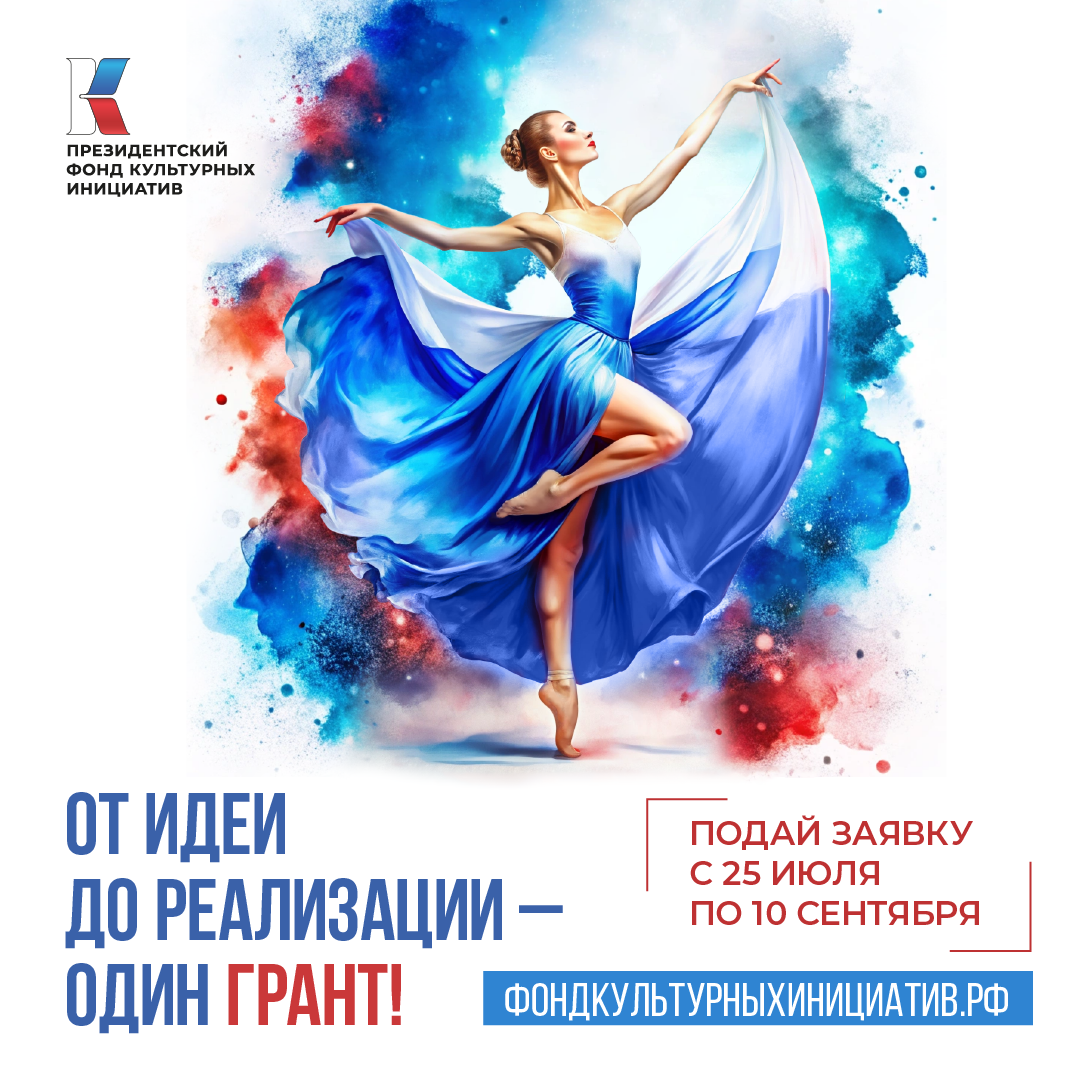 ПРЕЗИДЕНТСКИЙ
ФОНД КУЛЬТУРНЫХ
ИНИЦИАТИВ
ОТ ИДЕИ
ДО РЕАЛИЗАЦИИ –
ОДИН ГРАНТ!
ПОДАЙ ЗАЯВКУ
С 25 ИЮЛЯ
ПО 10 СЕНТЯБРЯ
ФОНДКУЛЬТУРНЫХИНИЦИАТИВ.РФ